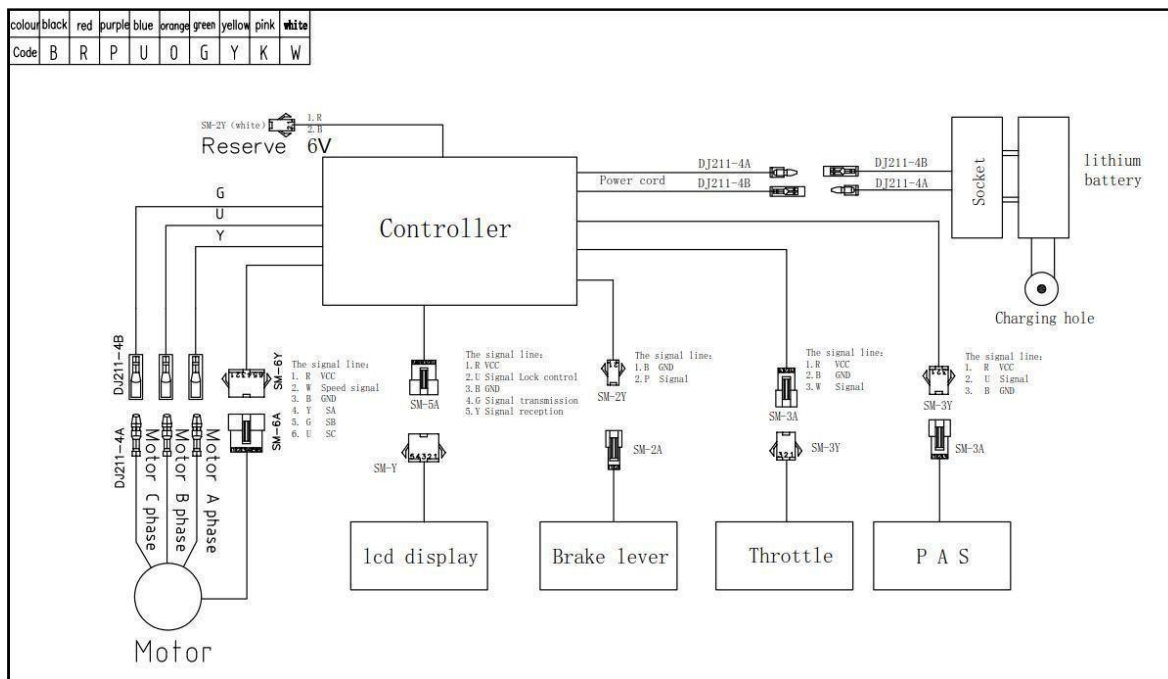 colour black red purple blue orange green yellow pink white
Code B R P U O G Y K W
SM-2Y (white)
1.R
2.B
Reserve 6V
G
U
Y
Controller
Power cord
DJ211-4A
DJ211-4B
DJ211-4B
DJ211-4A
Socket
lithium
battery
Charging hole
DJ211-4B
DJ211-4A
Motor C phase
Motor B phase
Motor A phase
SM-6Y
SM-6A
The signal line:
1. R VCC
2. W Speed signal
3. B GND
4. Y SA
5. G SB
6. U SC
SM-5A
The signal line:
1.R VCC
2.U Signal Lock control
3.B GND
4.G Signal transmission
5.Y Signal reception
SM-Y
54321
lcd display
The signal line:
1.B GND
2.P Signal
SM-2Y
SM-2A
Brake lever
The signal line:
1.R VCC
2.B GND
3.W Signal
SM-3A
SM-3Y
321
Throttle
The signal line:
1. R VCC
2. U Signal
3. B GND
SM-3Y
SM-3A
P A S
Motor